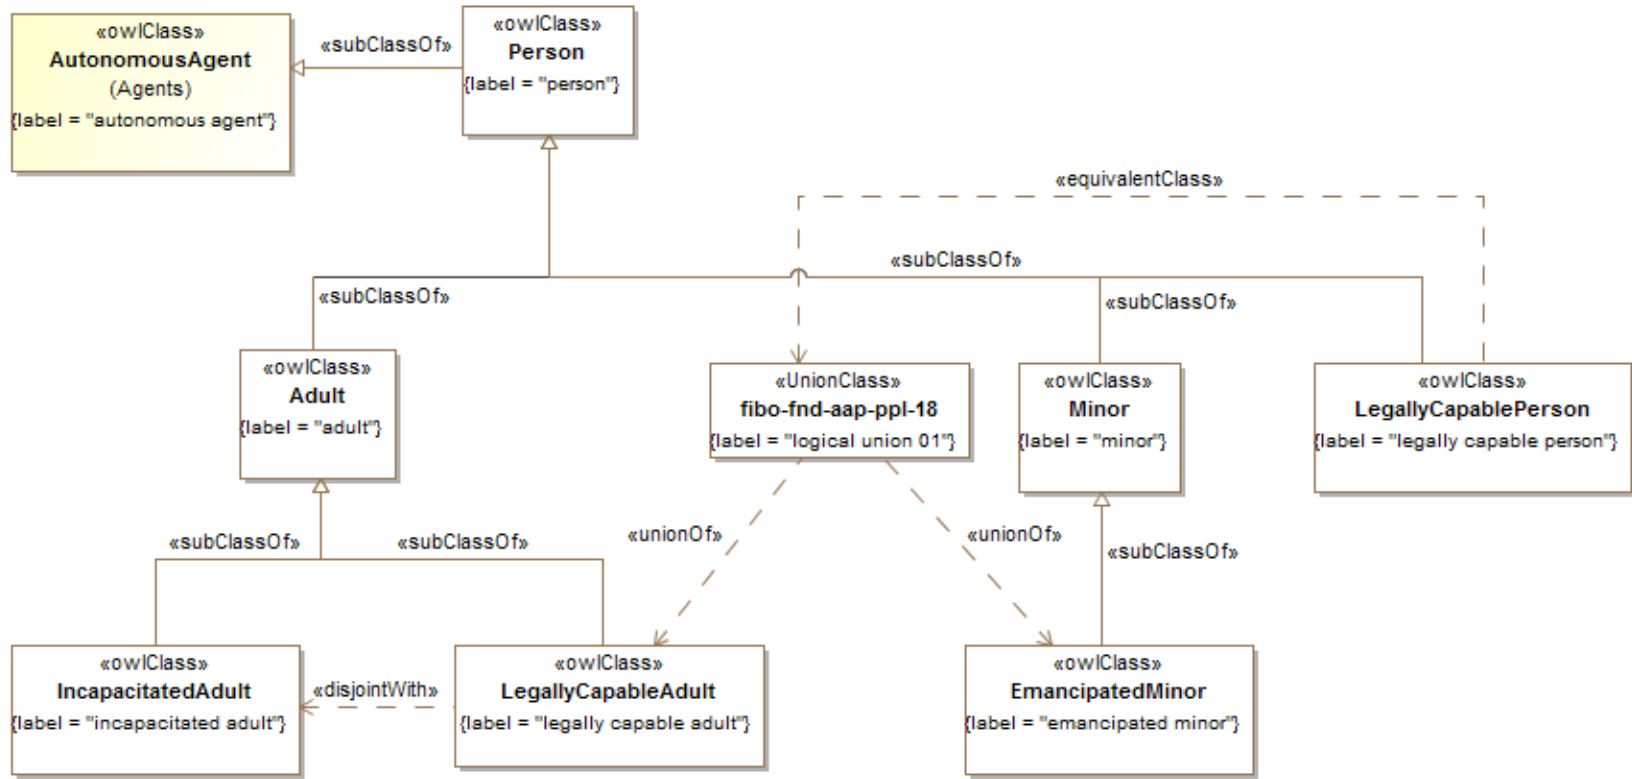 «owlClass»
AutonomousAgent
(Agents)
{label = "autonomous agent"}
«subClassOf»
«owlClass»
Person
{label = "person"}
«equivalentClass»
«subClassOf»
«subClassOf»
«subClassOf»
«owlClass»
Adult
{label = "adult"}
«UnionClass»
fibo-fnd-aap-ppl-18
{label = "logical union 01"}
«owlClass»
Minor
{label = "minor"}
«owlClass»
LegallyCapablePerson
{label = "legally capable person"}
«subClassOf»
«subClassOf»
«unionOf»
«unionOf»
«subClassOf»
«owlClass»
IncapacitatedAdult
{label = "incapacitated adult"}
«disjointWith»
«owlClass»
LegallyCapableAdult
{label = "legally capable adult"}
«owlClass»
EmancipatedMinor
{label = "emancipated minor"}